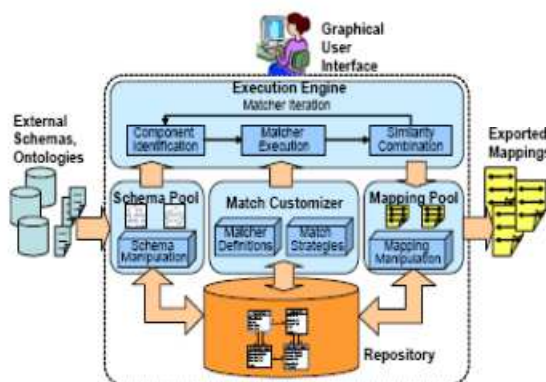 Graphical
User
Interface
Execution Engine
Matcher Iteration
External
Schemas,
Ontologies
Component
Identification
Matcher
Execution
Similarity
Combination
Exported
Mappings
Schema Pool
Match Customizer
Mapping Pool
Schema
Manipulation
Matcher
Definitions
Match
Strategies
Mapping
Manipulation
Repository